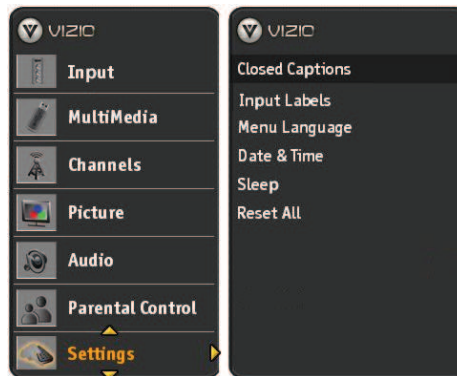 VIZIO
Input
MultiMedia
Channels
Picture
Audio
Parental Control
Settings
VIZIO
Closed Captions
Input Labels
Menu Language
Date & Time
Sleep
Reset All